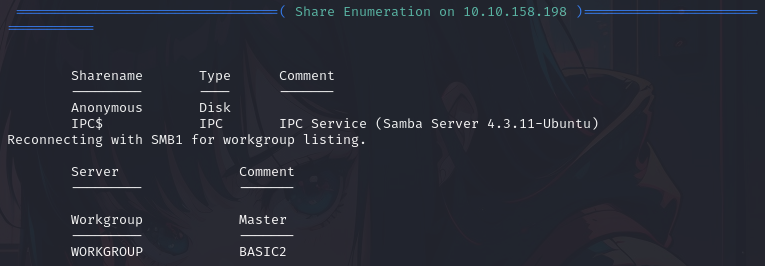 ================================( Share Enumeration on 10.10.158.198 )================================
Sharename Type Comment
--------- ---- -------
Anonymous Disk
IPC$ IPC IPC Service (Samba Server 4.3.11-Ubuntu)
Reconnecting with SMB1 for workgroup listing.
Server Comment
--------- -------
Workgroup Master
--------- -------
WORKGROUP BASIC2